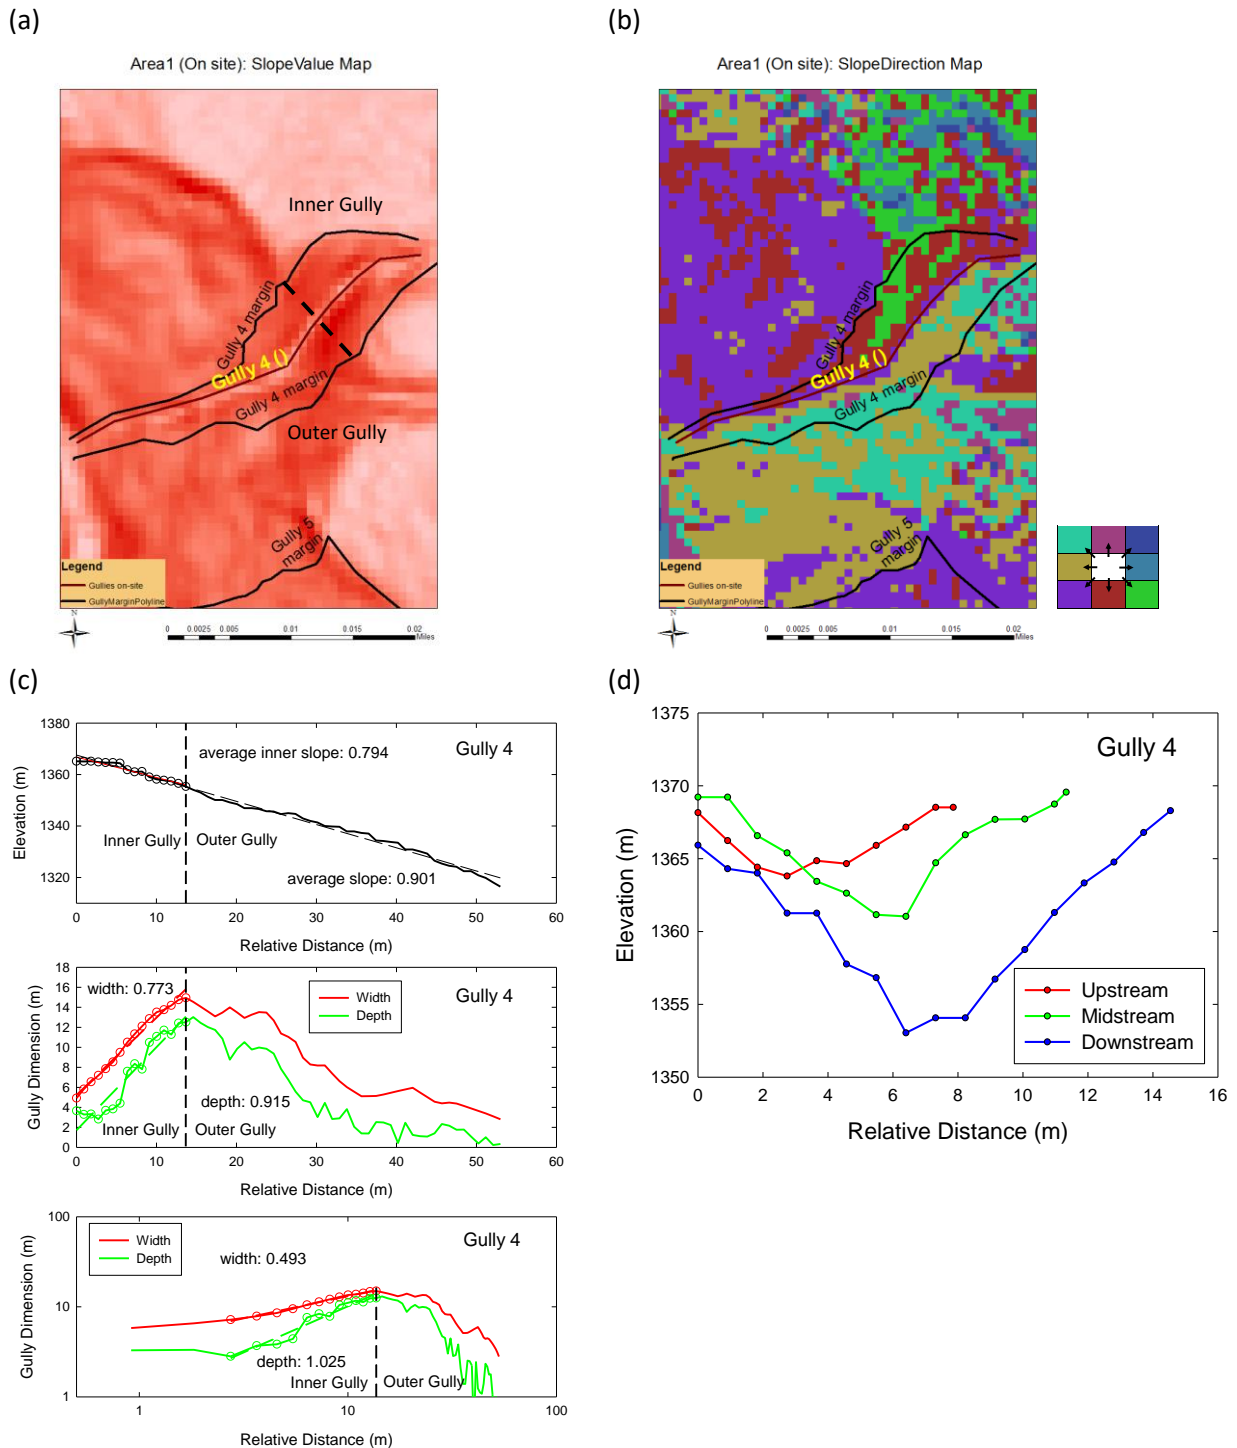 (a)
Area1 (On site): SlopeValue Map
Inner Gully
Gully 4 margin
Gully 4 ()
Gully 4 margin
Outer Gully
Gully 5
margin
Legend
Gullies on-site
GullyMarginPolyline
N
0 0.0025 0.005 0.01 0.015 0.02
Miles
(b)
Area1 (On site): SlopeDirection Map
Gully 4 margin
Gully 4 ()
Gully 4 margin
Gully 5
margin
Legend
Gullies on-site
GullyMarginPolyline
N
0 0.0025 0.005 0.01 0.015 0.02
Miles
(c)
1380
1360
1340
1320
Elevation (m)
average inner slope: 0.794
Gully 4
Inner Gully
Outer Gully
average slope: 0.901
0 10 20 30 40 50 60
Relative Distance (m)
18
16
14
12
10
8
6
4
2
0
Gully Dimension (m)
width: 0.773
Width
Depth
Gully 4
depth: 0.915
Inner Gully
Outer Gully
0 10 20 30 40 50 60
Relative Distance (m)
100
10
1
Gully Dimension (m)
Width
Depth
width: 0.493
Gully 4
depth: 1.025
Inner Gully
Outer Gully
1 10 100
Relative Distance (m)
(d)
1375
1370
1365
1360
1355
1350
Elevation (m)
Gully 4
Upstream
Midstream
Downstream
0 2 4 6 8 10 12 14 16
Relative Distance (m)